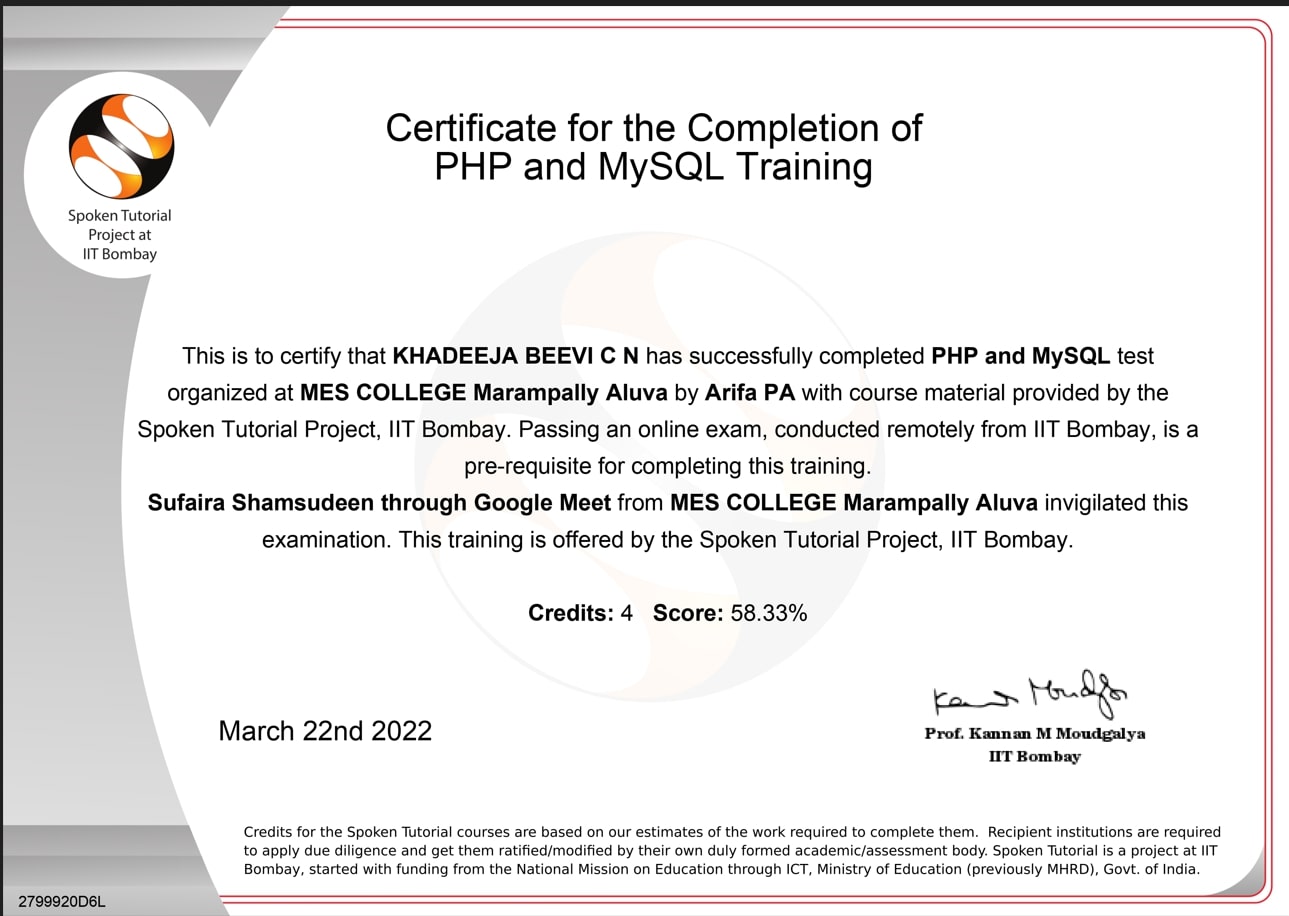 Certificate for the Completion of
PHP and MySQL Training
Spoken Tutorial
Project at
IIT Bombay
This is to certify that KHADEEJA BEEVI C N has successfully completed PHP and MySQL test
organized at MES COLLEGE Marampally Aluva by Arifa PA with course material provided by the
Spoken Tutorial Project, IIT Bombay. Passing an online exam, conducted remotely from IIT Bombay, is a
pre-requisite for completing this training.
Sufaira Shamsudeen through Google Meet from MES COLLEGE Marampally Aluva invigilated this
examination. This training is offered by the Spoken Tutorial Project, IIT Bombay.
Credits: 4 Score: 58.33%
March 22nd 2022
Prof. Kannan M Moudgalya
IIT Bombay
Credits for the Spoken Tutorial courses are based on our estimates of the work required to complete them. Recipient institutions are required
to apply due diligence and get them ratified/modified by their own duly formed academic/assessment body. Spoken Tutorial is a project at IIT
Bombay, started with funding from the National Mission on Education through ICT, Ministry of Education (previously MHRD), Govt. of India.
2799920D6L